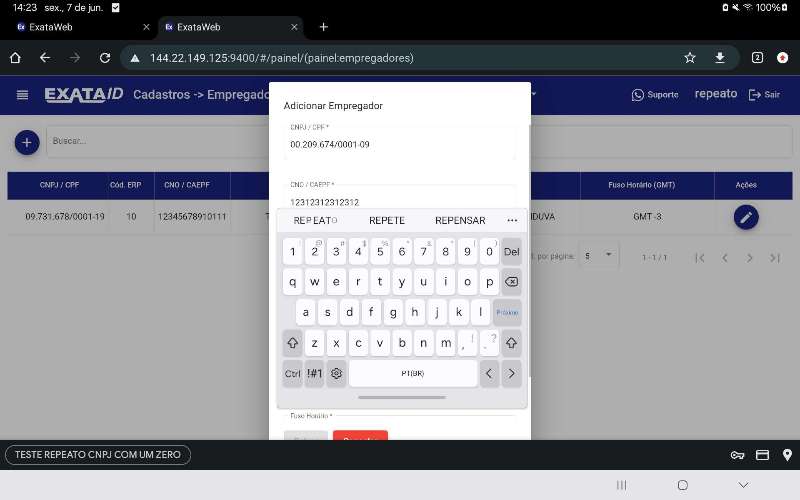 14:23 sex., 7 de jun. 100%
ExataWeb
ExataWeb
144.22.149.125:9400/#/painel/(painel:empregadores)
2
EXATAID Cadastros -> Empregado
Suporte repeato Sair
Adicionar Empregador
CNPJ / CPF *
00.209.674/0001-09
CNO / CAEPF *
12312312312312
Buscar...
CNPJ / CPF Cód. ERP CNO / CAEPF Fuso Horário (GMT) Ações
09.731.678/0001-19 10 12345678910111 T DUVA GMT -3
por página: 5 1 - 1 / 1
REPEATO REPETE REPENSAR ...
1 2 @ 3 # 4 $ 5 % 6 7 & 8 * 9 ( 0 ) Del
q w e r t y u i o p
a s d f g h j k l Próximo
z x c v b n m , ! . ?
Ctrl !#1 PT(BR) < >
Fuso Horário *
TESTE REPEATO CNPJ COM UM ZERO